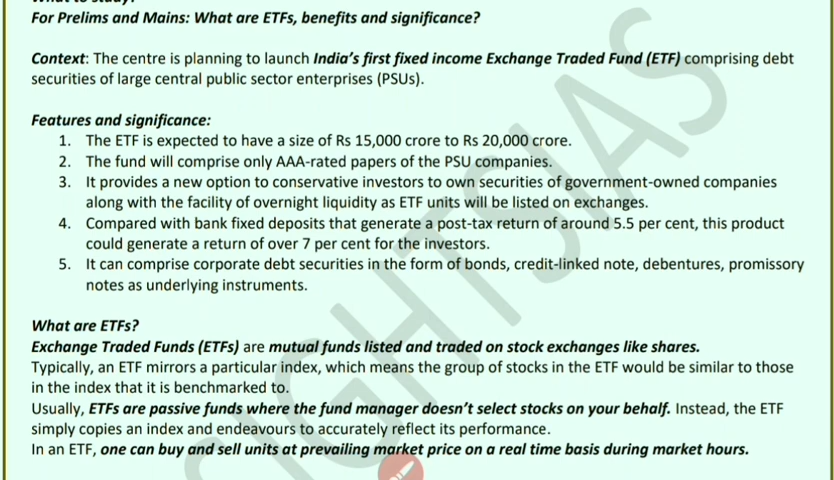 For Prelims and Mains: What are ETFs, benefits and significance?
Context: The centre is planning to launch India's first fixed income Exchange Traded Fund (ETF) comprising debt
securities of large central public sector enterprises (PSUs).
Features and significance:
1. The ETF is expected to have a size of Rs 15,000 crore to Rs 20,000 crore.
2. The fund will comprise only AAA-rated papers of the PSU companies.
3. It provides a new option to conservative investors to own securities of government-owned companies
along with the facility of overnight liquidity as ETF units will be listed on exchanges.
4. Compared with bank fixed deposits that generate a post-tax return of around 5.5 per cent, this product
could generate a return of over 7 per cent for the investors.
5. It can comprise corporate debt securities in the form of bonds, credit-linked note, debentures, promissory
notes as underlying instruments.
What are ETFs?
Exchange Traded Funds (ETFs) are mutual funds listed and traded on stock exchanges like shares.
Typically, an ETF mirrors a particular index, which means the group of stocks in the ETF would be similar to those
in the index that it is benchmarked to.
Usually, ETFs are passive funds where the fund manager doesn't select stocks on your behalf. Instead, the ETF
simply copies an index and endeavours to accurately reflect its performance.
In an ETF, one can buy and sell units at prevailing market price on a real time basis during market hours.
SIGHTSIAS